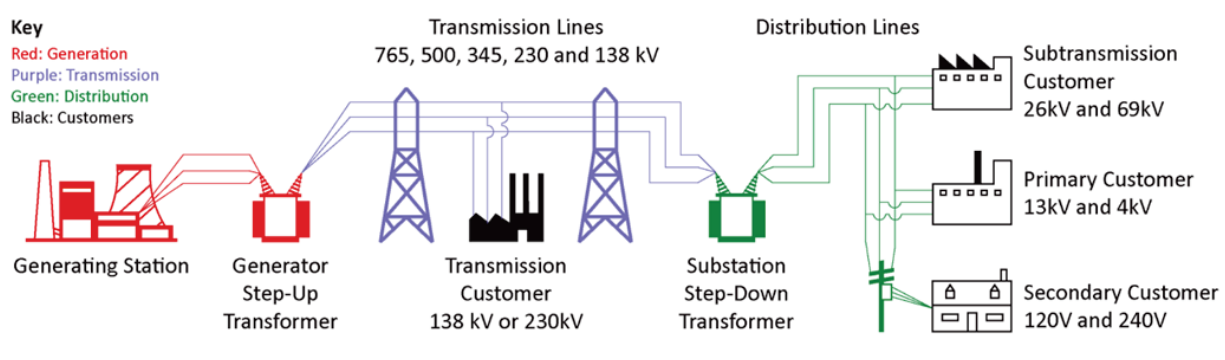 Key
Red: Generation
Purple: Transmission
Green: Distribution
Black: Customers
Transmission Lines
765, 500, 345, 230 and 138 kV
Distribution Lines
Subtransmission
Customer
26kV and 69kV
Primary Customer
13kV and 4kV
Secondary Customer
120V and 240V
Generating Station
Generator
Step-Up
Transformer
Transmission
Customer
138 kV or 230kV
Substation
Step-Down
Transformer